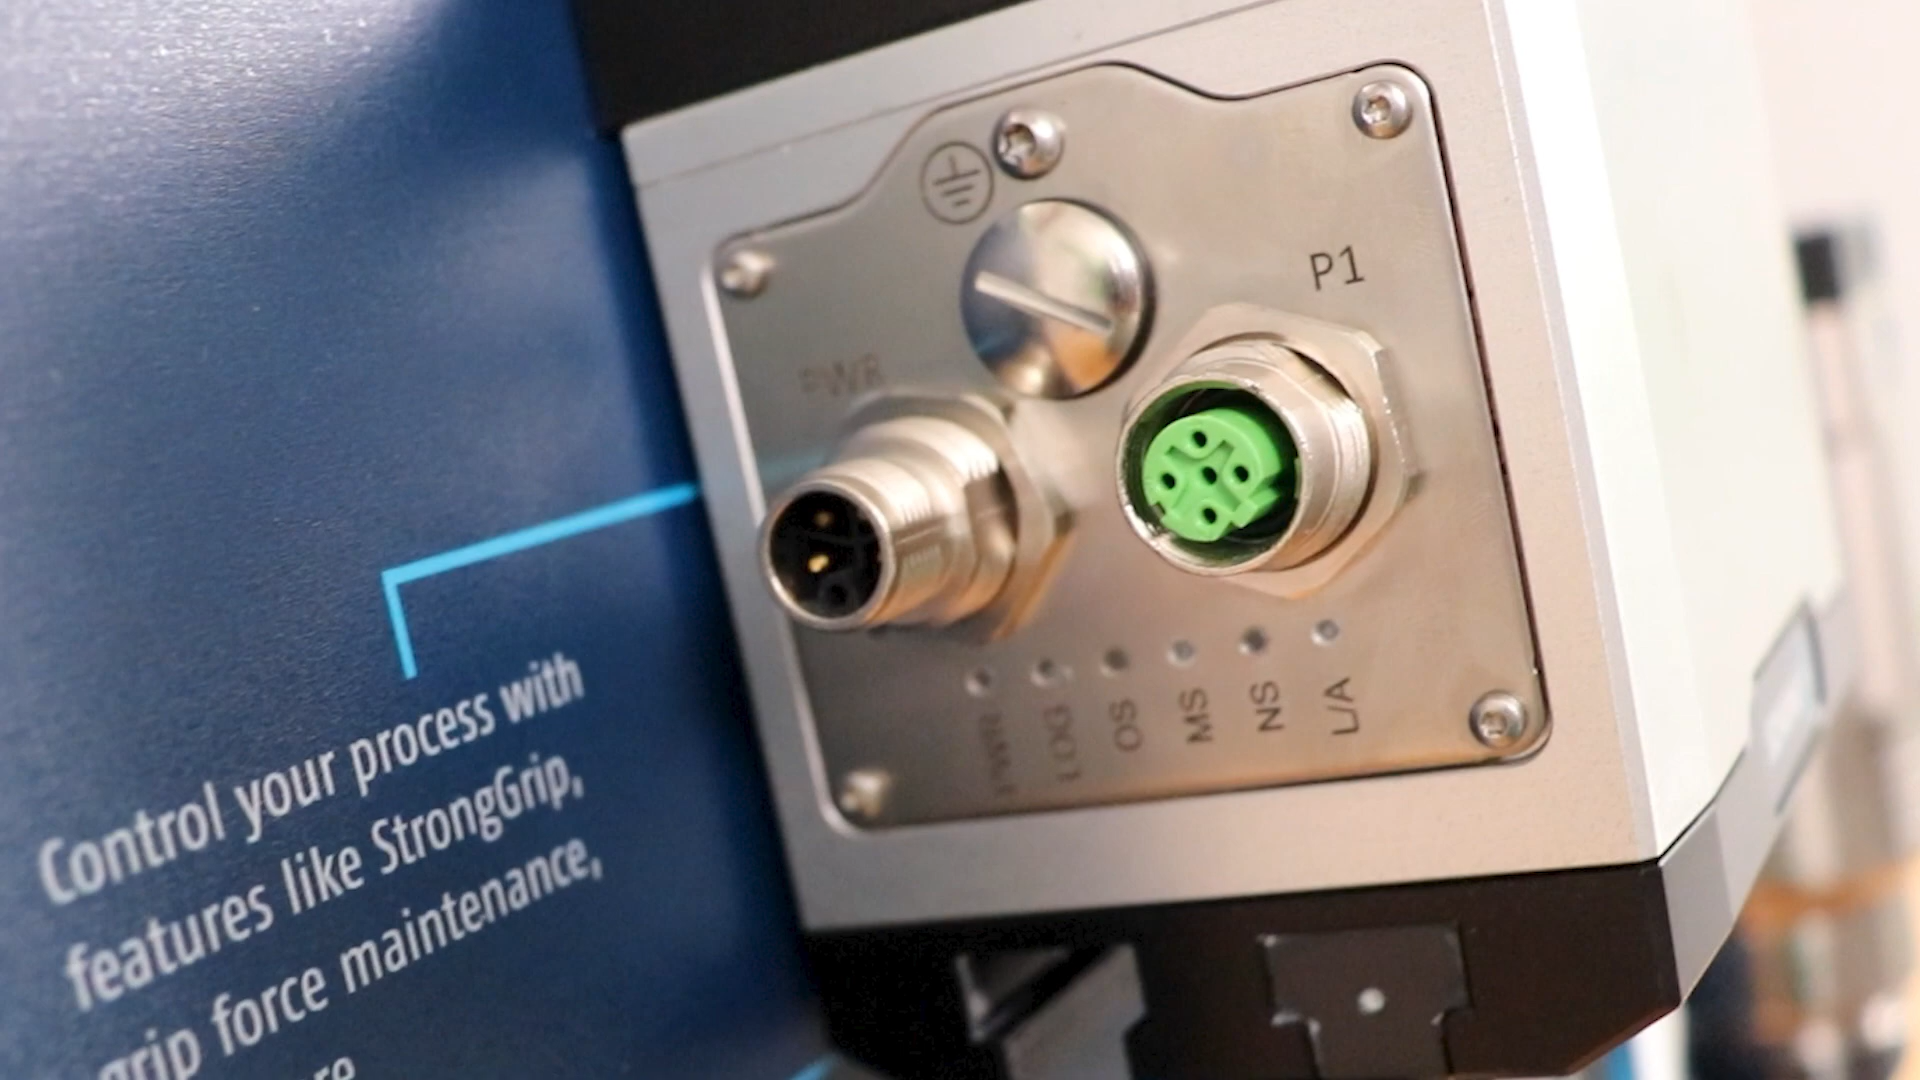 Control your process with
features like StrongGrip,
grip force maintenance,
PWR
P1
PWR
LOG
OS
MS
NS
L/A